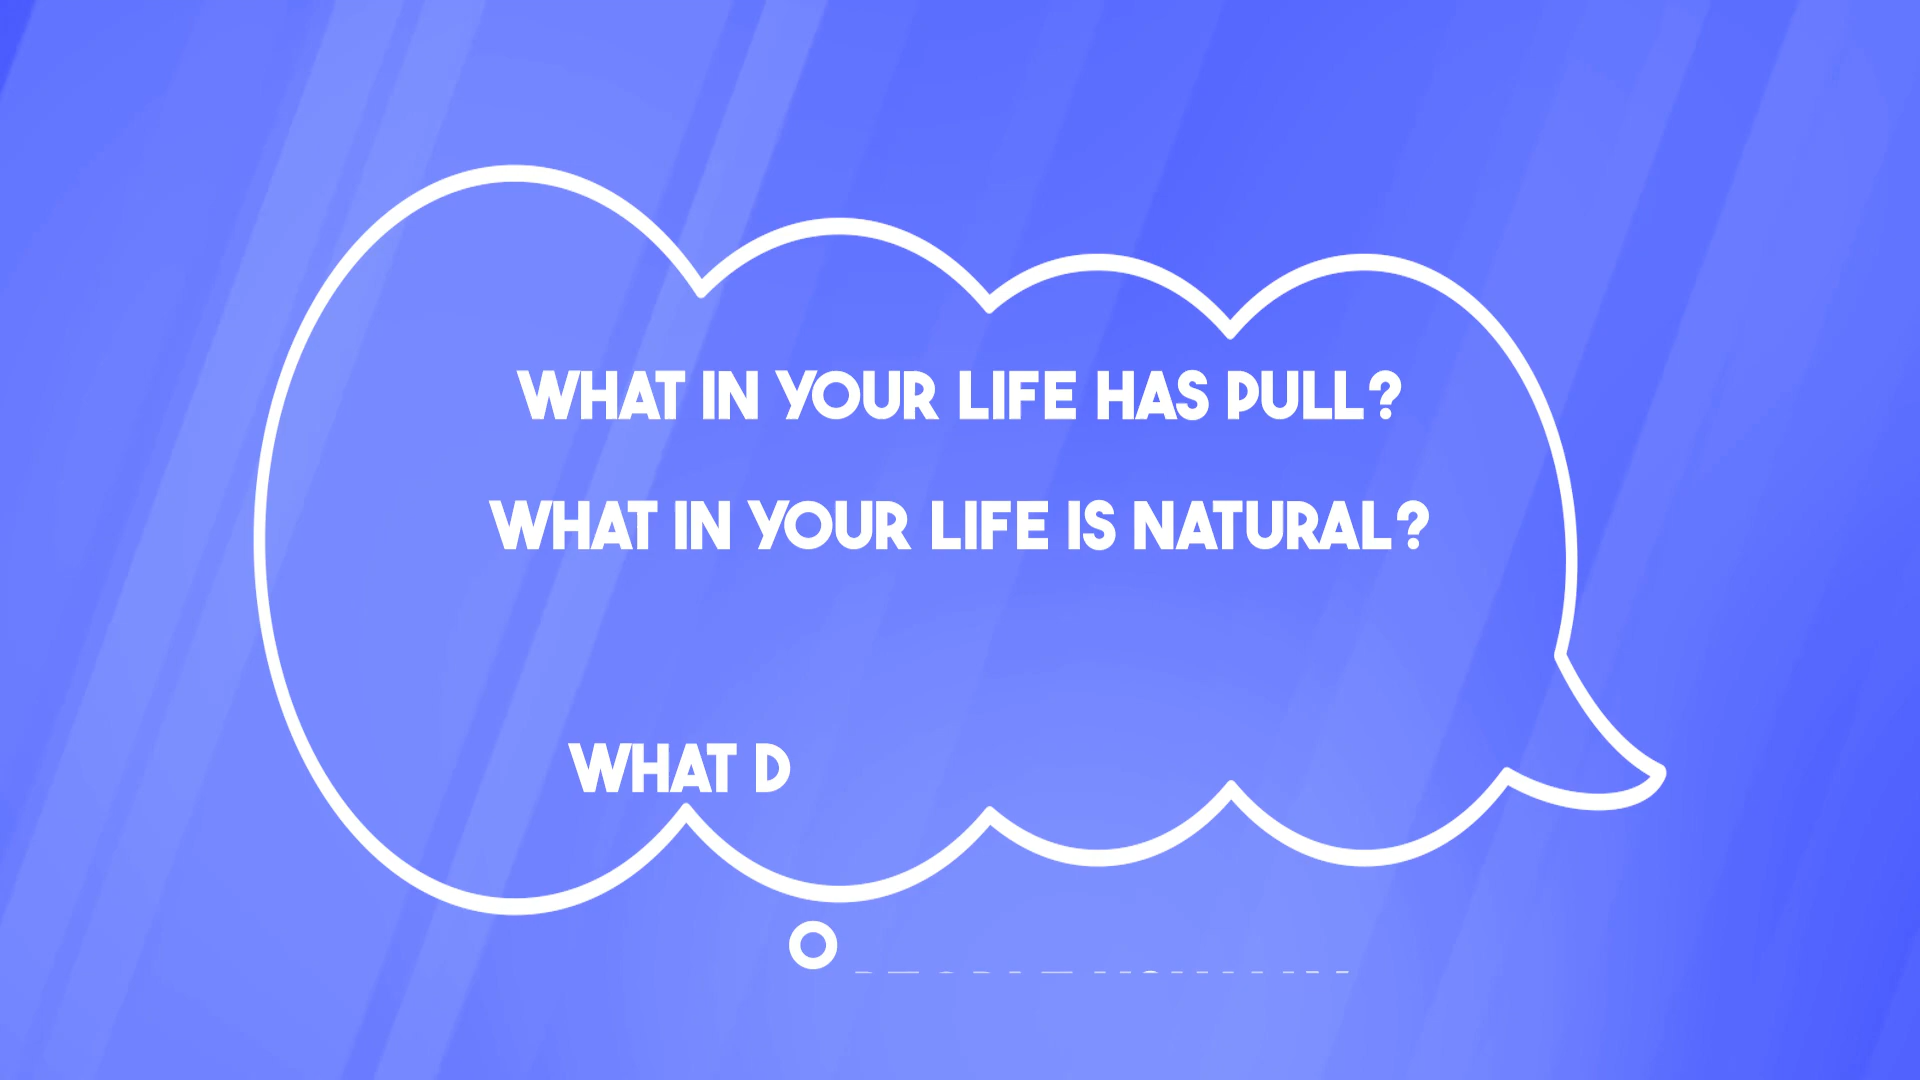 WHAT IN YOUR LIFE HAS PULL?
WHAT IN YOUR LIFE IS NATURAL?
WHAT D
O